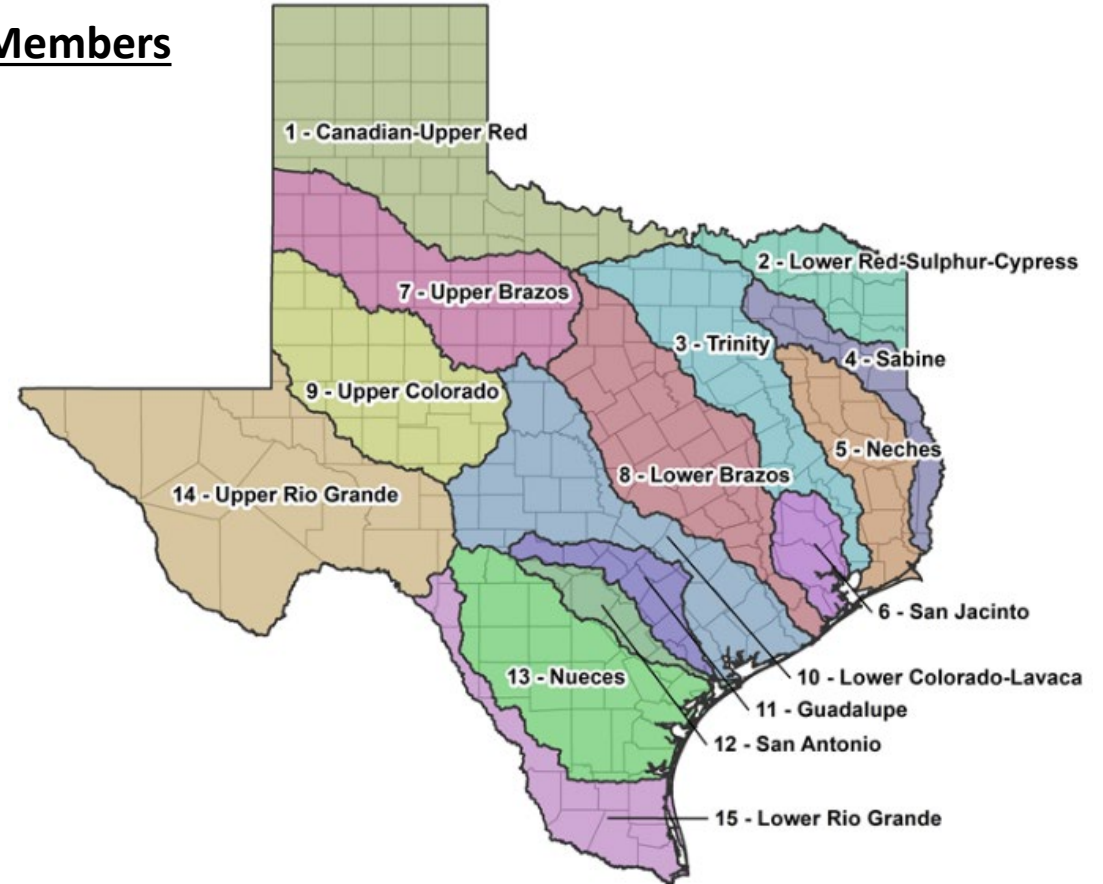 Members
1 - Canadian-Upper Red
2 - Lower Red-Sulphur-Cypress
7 - Upper Brazos
3 - Trinity
4 - Sabine
9 - Upper Colorado
5 - Neches
8 - Lower Brazos
14 - Upper Rio Grande
6 - San Jacinto
13 - Nueces
10 - Lower Colorado-Lavaca
11 - Guadalupe
12 - San Antonio
15 - Lower Rio Grande